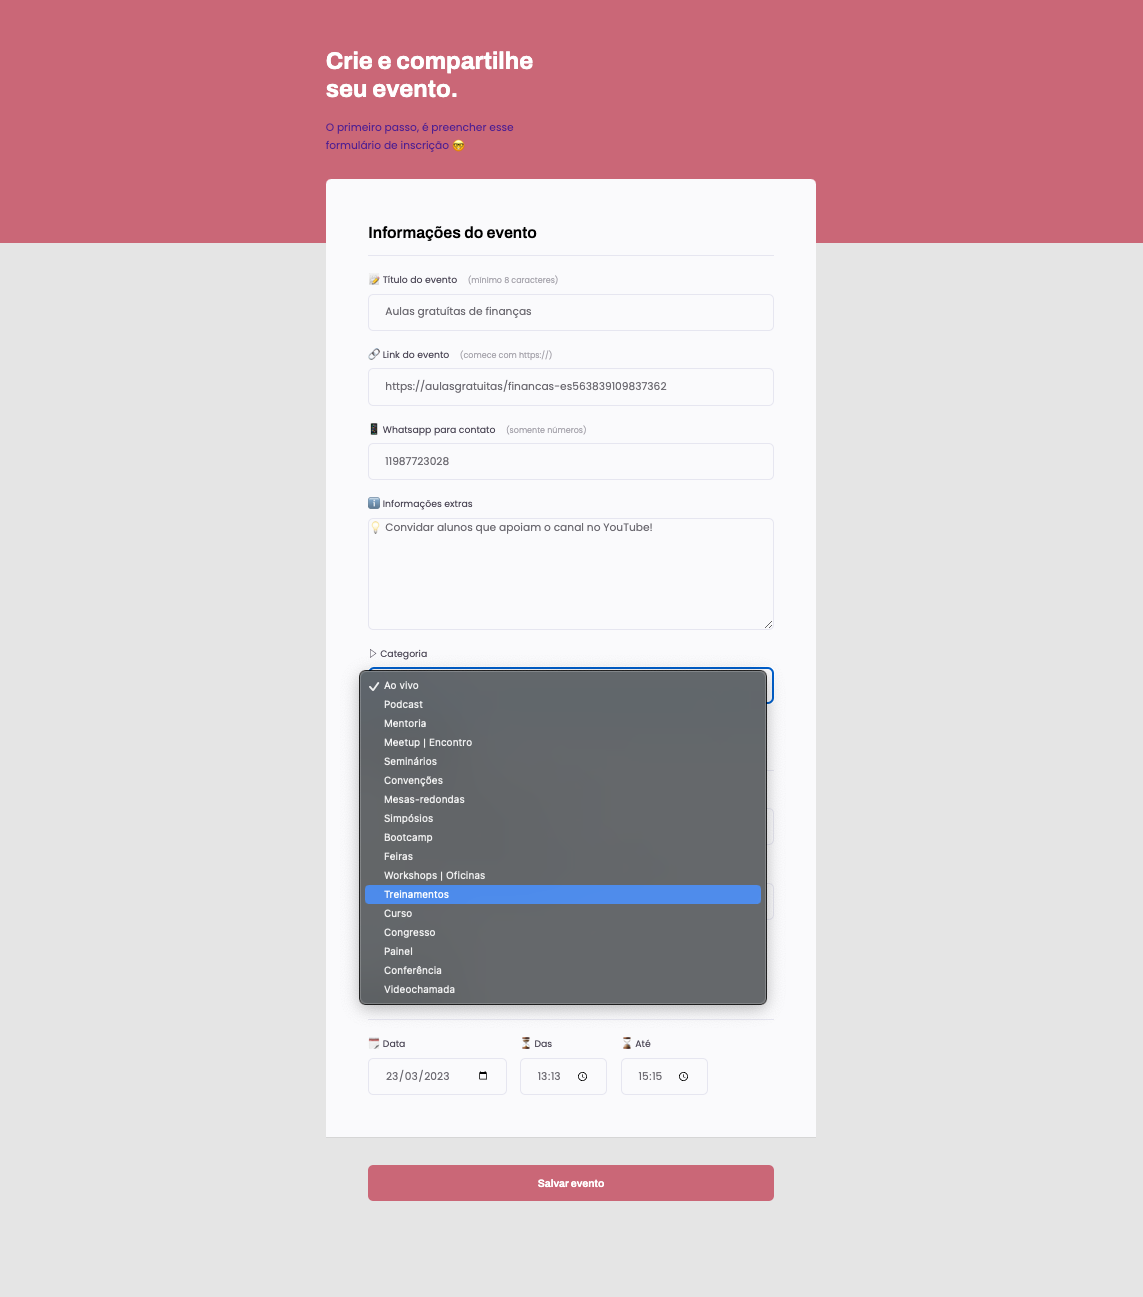 Crie e compartilhe
seu evento.
O primeiro passo, é preencher esse
formulário de inscrição 🤓
Informações do evento
📝 Título do evento (mínimo 8 caracteres)
Aulas gratuítas de finanças
🔗 Link do evento (comece com https://)
https://aulasgratuitas/financas-es563839109837362
📱 Whatsapp para contato (somente números)
11987723028
ℹ️ Informações extras
💡 Convidar alunos que apoiam o canal no YouTube!
▷ Categoria
✓ Ao vivo
Podcast
Mentoria
Meetup | Encontro
Seminários
Convenções
Mesas-redondas
Simpósios
Bootcamp
Feiras
Workshops | Oficinas
Treinamentos
Curso
Congresso
Painel
Conferência
Videochamada
📆 Data ⏳ Das ⌛ Até
23/03/2023 13:13 15:15
Salvar evento